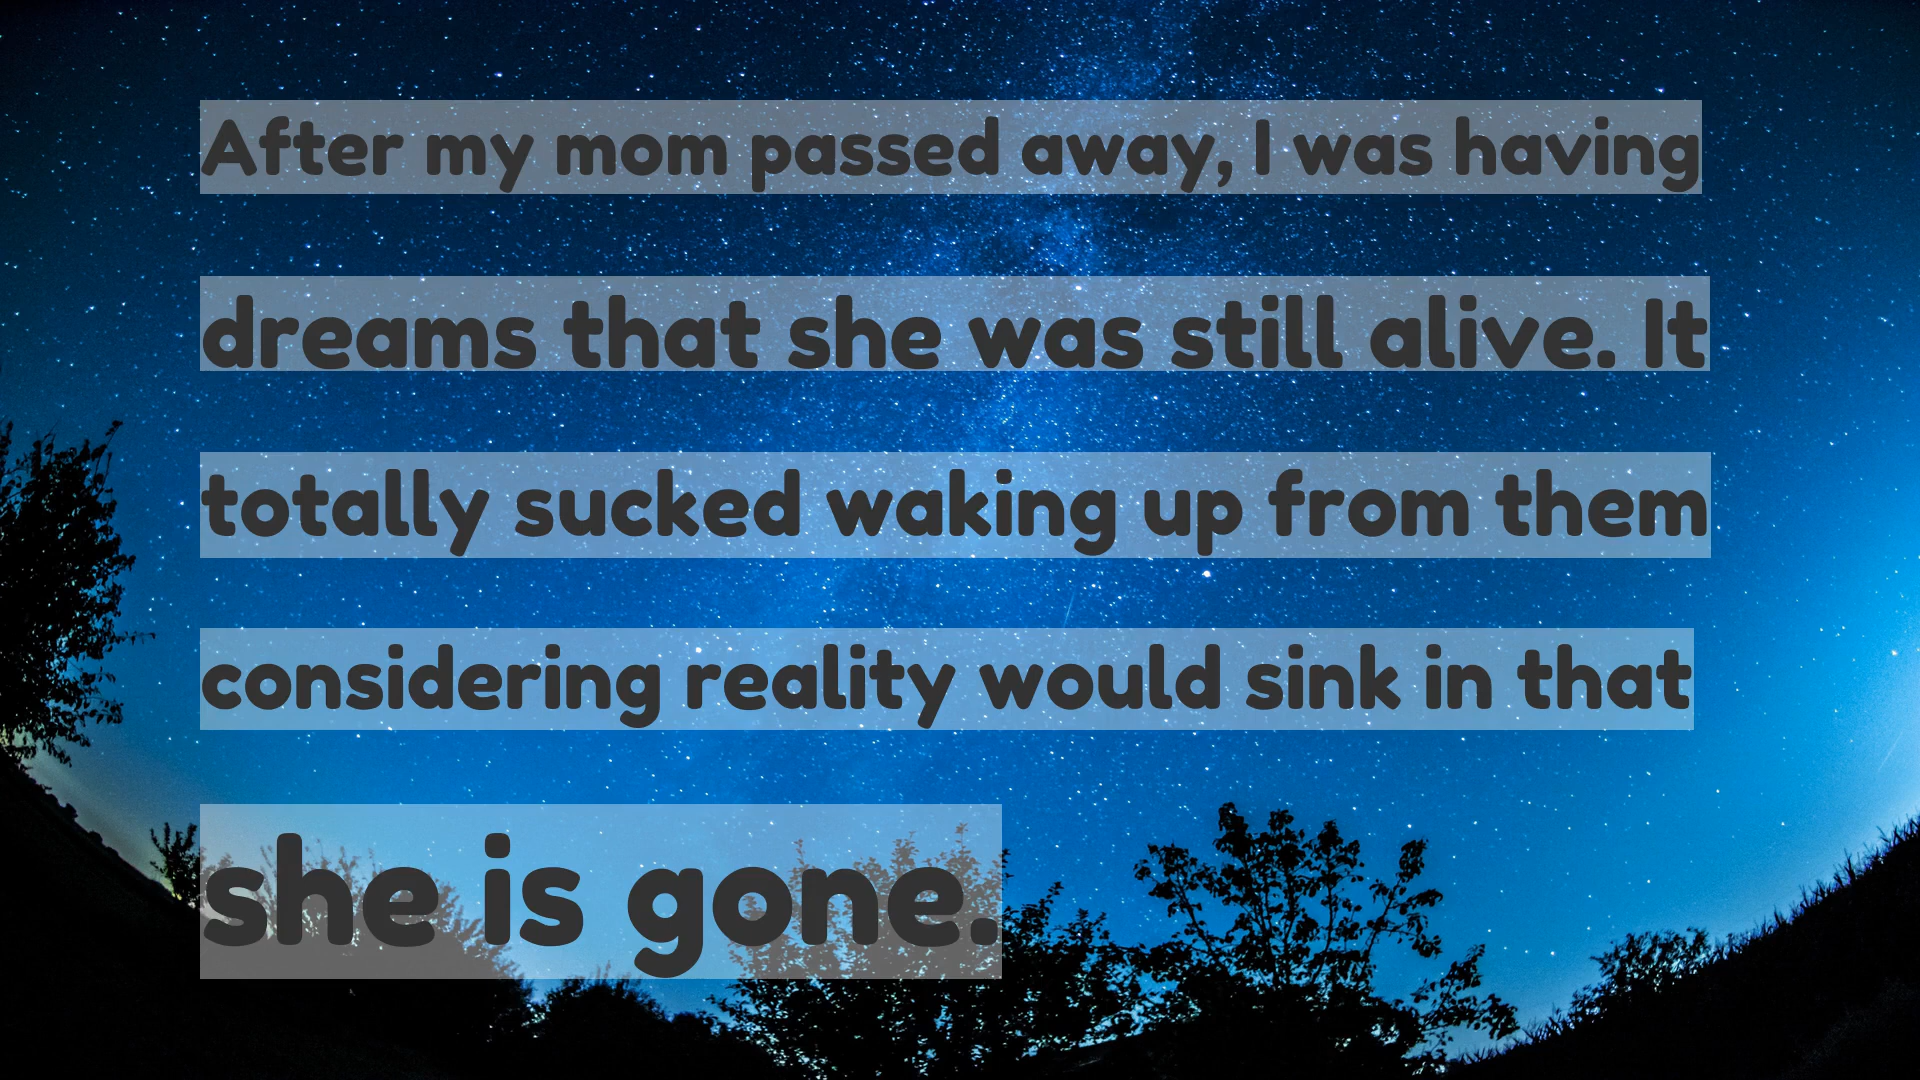 After my mom passed away, I was having
dreams that she was still alive. It
totally sucked waking up from them
considering reality would sink in that
she is gone.